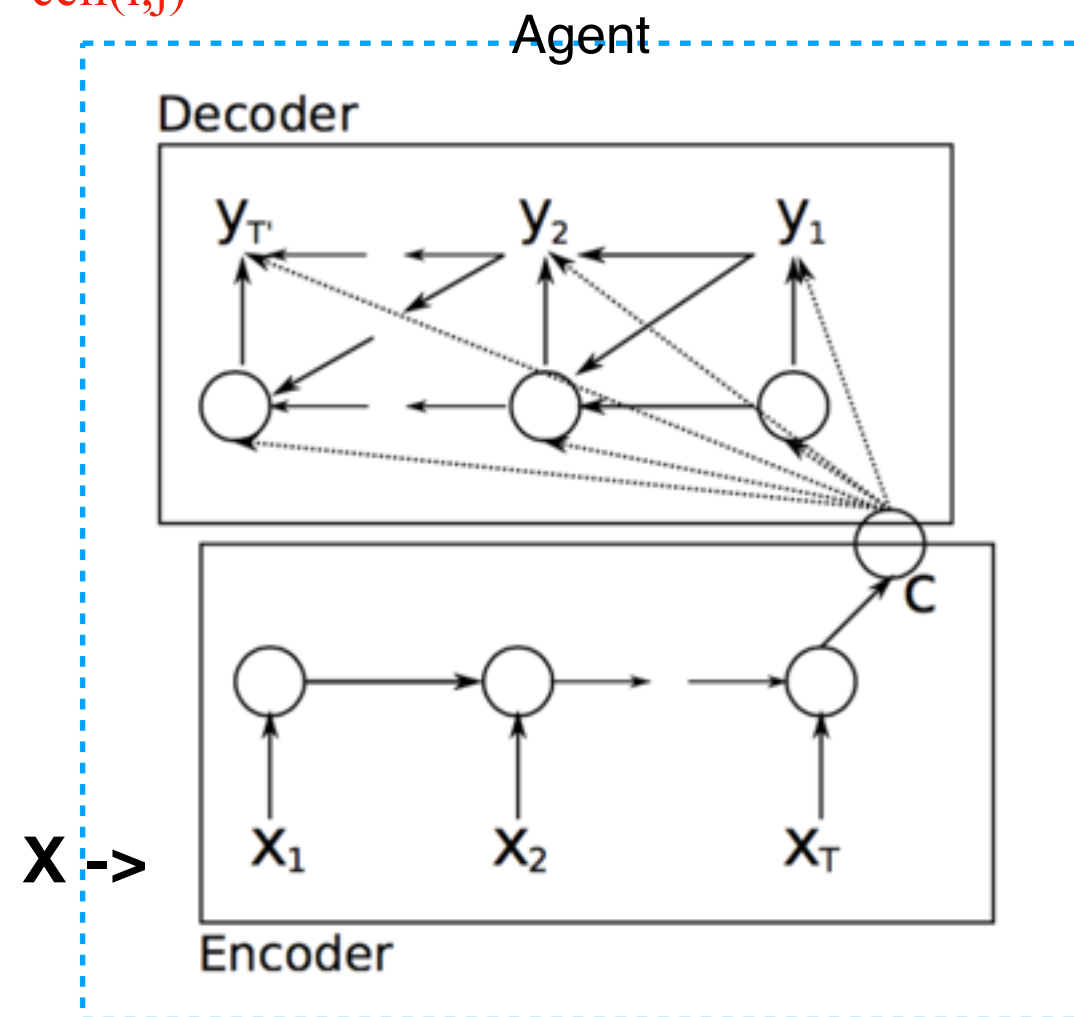 Agent
Decoder
yT' y2 y1
c
x1 x2 xT
X ->
Encoder